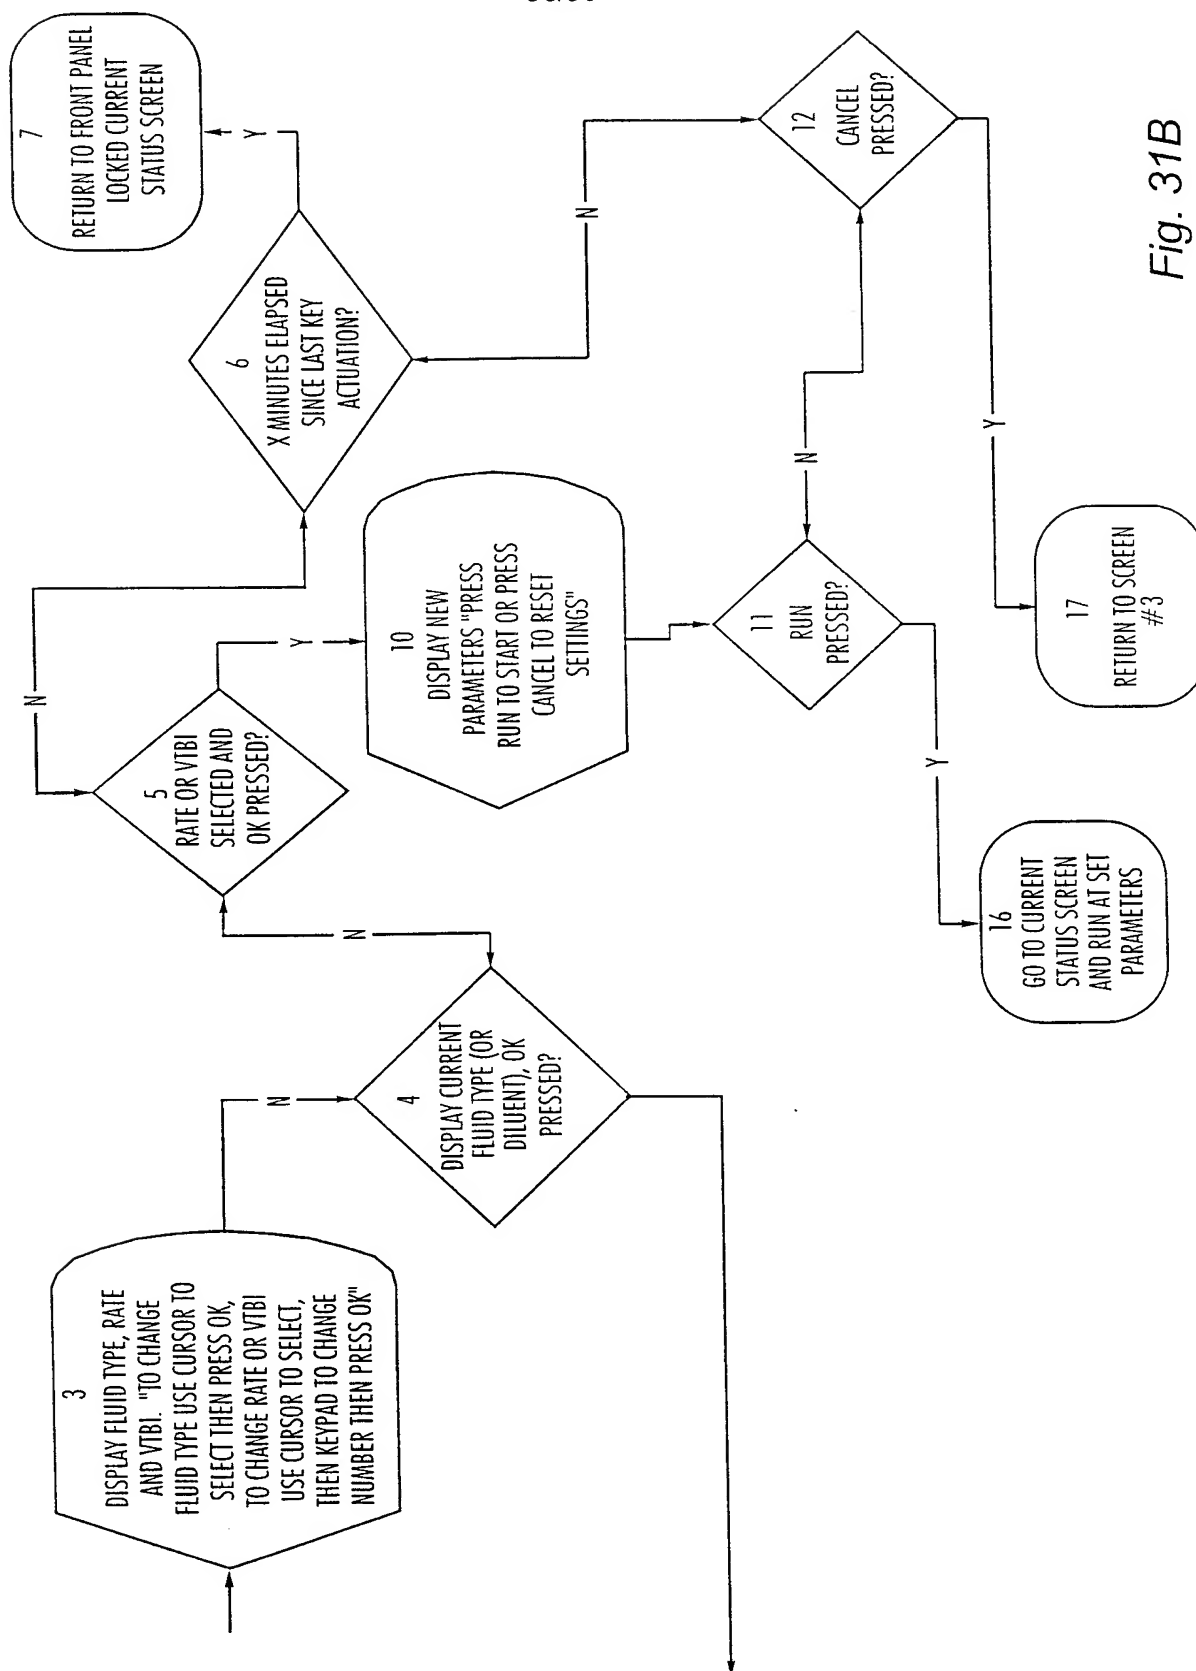 3
DISPLAY FLUID TYPE, RATE
AND VTBI. "TO CHANGE
FLUID TYPE USE CURSOR TO
SELECT THEN PRESS OK,
TO CHANGE RATE OR VTBI
USE CURSOR TO SELECT,
THEN KEYPAD TO CHANGE
NUMBER THEN PRESS OK"
N
4
DISPLAY CURRENT
FLUID TYPE (OR
DILUENT), OK
PRESSED?
N
5
RATE OR VTBI
SELECTED AND
OK PRESSED?
N
Y
6
X MINUTES ELAPSED
SINCE LAST KEY
ACTUATION?
Y
7
RETURN TO FRONT PANEL
LOCKED CURRENT
STATUS SCREEN
N
10
DISPLAY NEW
PARAMETERS "PRESS
RUN TO START OR PRESS
CANCEL TO RESET
SETTINGS"
11
RUN
PRESSED?
N
12
CANCEL
PRESSED?
Y
Y
16
GO TO CURRENT
STATUS SCREEN
AND RUN AT SET
PARAMETERS
17
RETURN TO SCREEN
#3
Fig. 31B